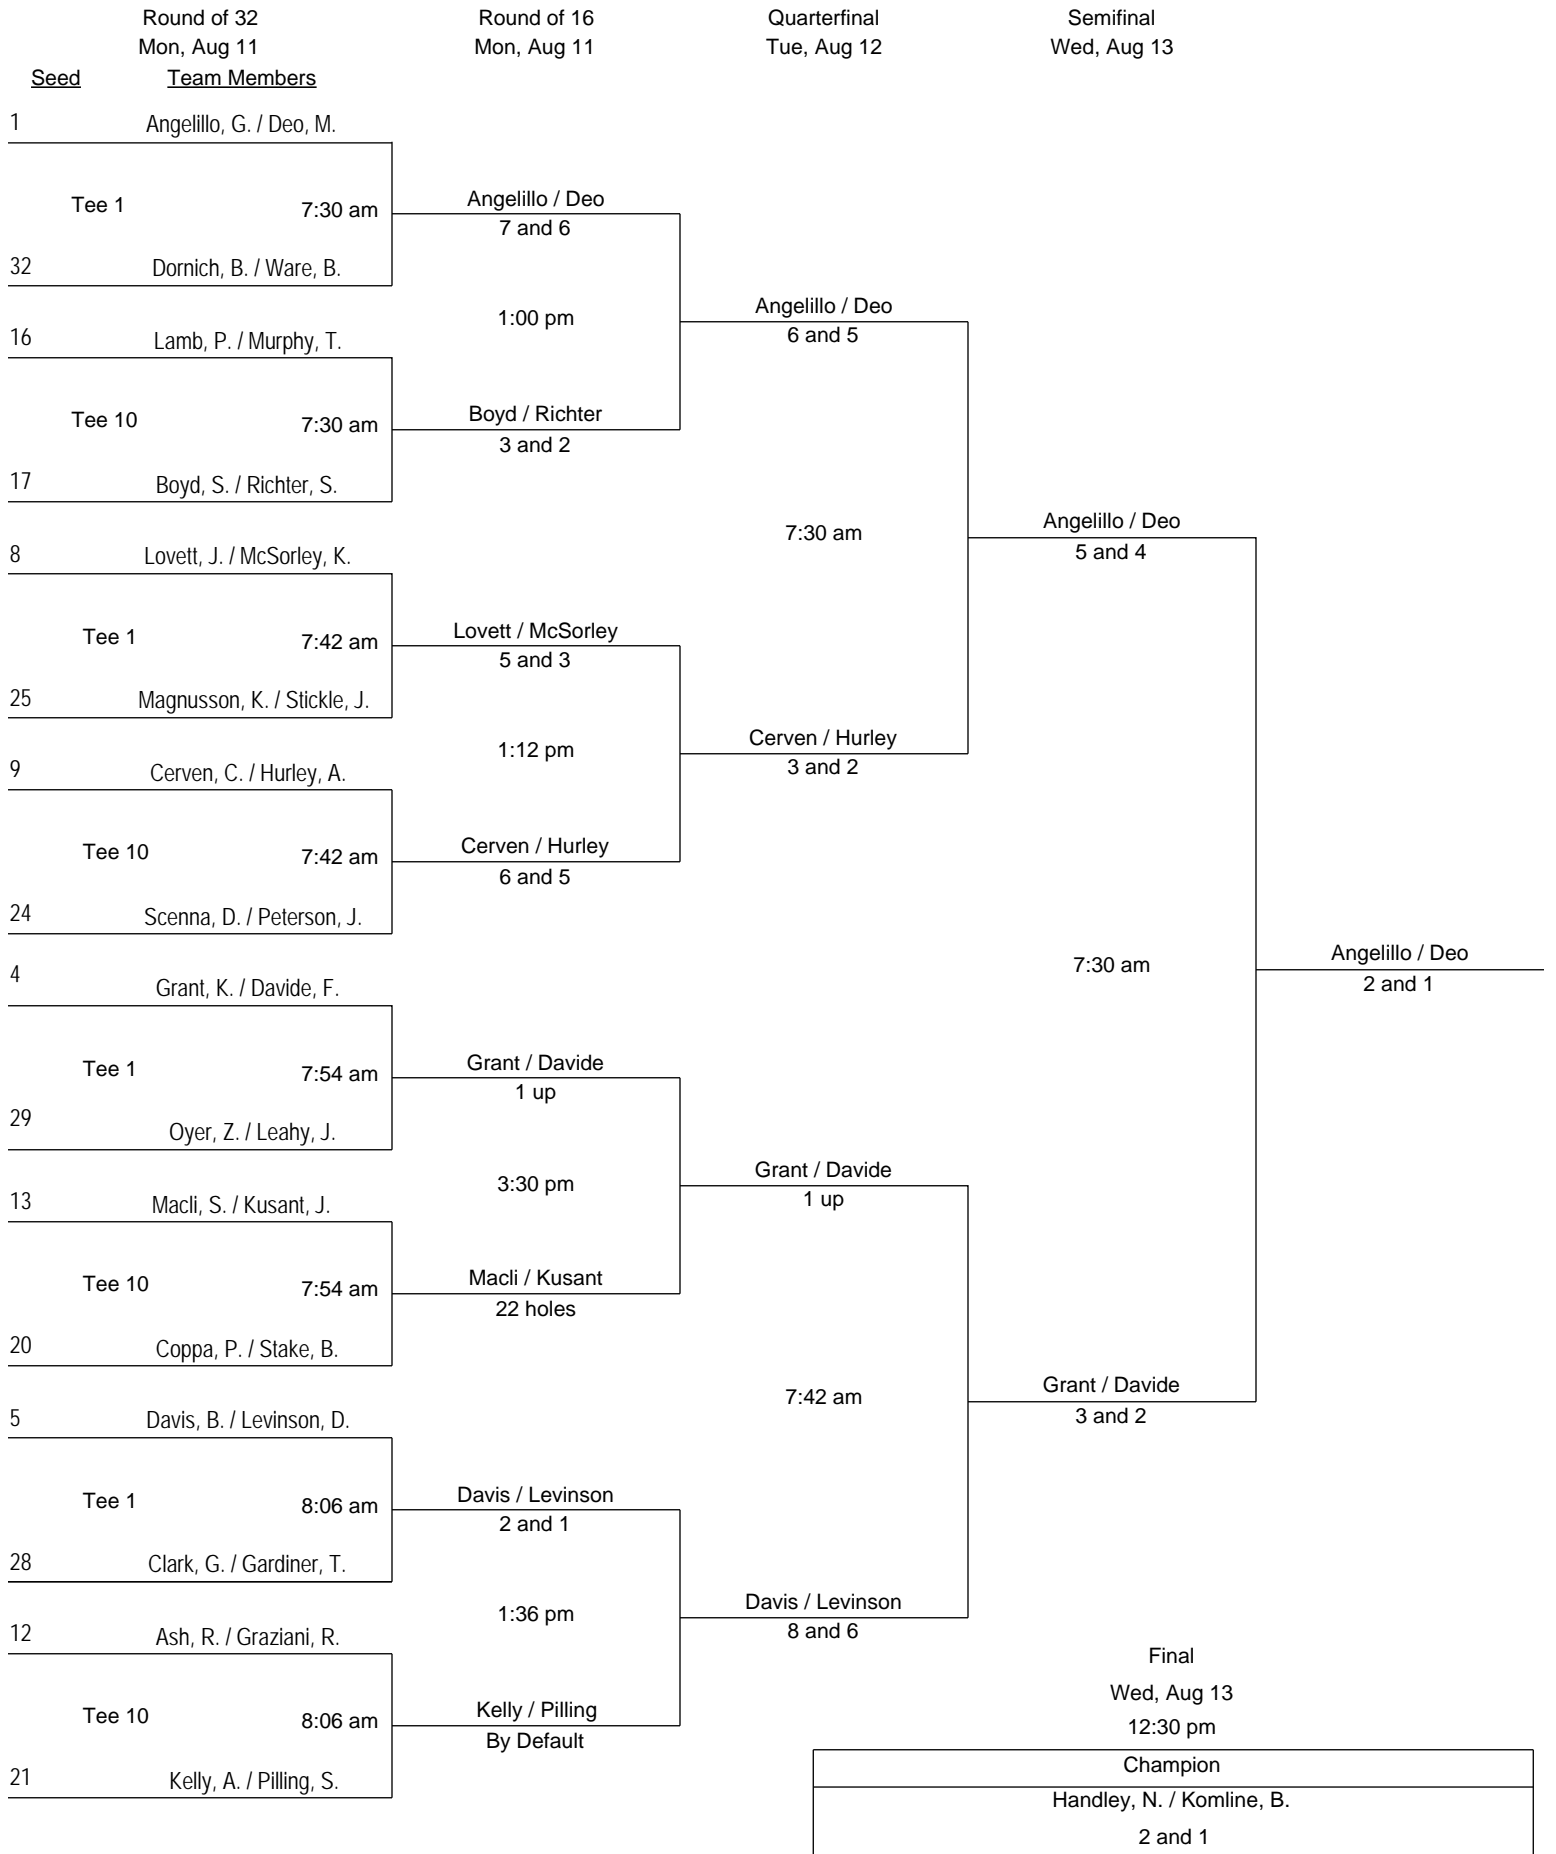 Round of 32 Round of 16 Quarterfinal Semifinal
Mon, Aug 11 Mon, Aug 11 Tue, Aug 12 Wed, Aug 13
Seed Team Members
1 Angelillo, G. / Deo, M.
Tee 1 7:30 am Angelillo / Deo
7 and 6
32 Dornich, B. / Ware, B.
1:00 pm Angelillo / Deo
6 and 5
16 Lamb, P. / Murphy, T.
Tee 10 7:30 am Boyd / Richter
3 and 2
17 Boyd, S. / Richter, S.
7:30 am Angelillo / Deo
5 and 4
8 Lovett, J. / McSorley, K.
Tee 1 7:42 am Lovett / McSorley
5 and 3
25 Magnusson, K. / Stickle, J.
1:12 pm Cerven / Hurley
3 and 2
9 Cerven, C. / Hurley, A.
Tee 10 7:42 am Cerven / Hurley
6 and 5
24 Scenna, D. / Peterson, J.
7:30 am Angelillo / Deo
2 and 1
4 Grant, K. / Davide, F.
Tee 1 7:54 am Grant / Davide
1 up
29 Oyer, Z. / Leahy, J.
3:30 pm Grant / Davide
1 up
13 Macli, S. / Kusant, J.
Tee 10 7:54 am Macli / Kusant
22 holes
20 Coppa, P. / Stake, B.
7:42 am Grant / Davide
3 and 2
5 Davis, B. / Levinson, D.
Tee 1 8:06 am Davis / Levinson
2 and 1
28 Clark, G. / Gardiner, T.
1:36 pm Davis / Levinson
8 and 6
12 Ash, R. / Graziani, R.
Tee 10 8:06 am Kelly / Pilling
By Default
21 Kelly, A. / Pilling, S.
Final
Wed, Aug 13
12:30 pm
Champion
Handley, N. / Komline, B.
2 and 1